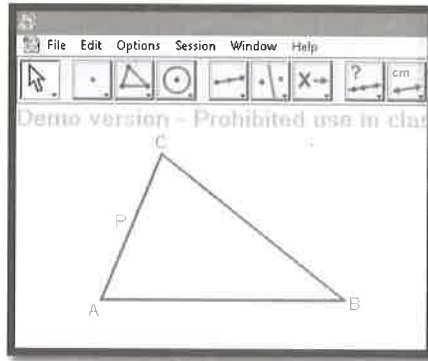 File Edit Options Session Window Help
? cm
X
Demo version - Prohibited use in clas
C
P
A
B